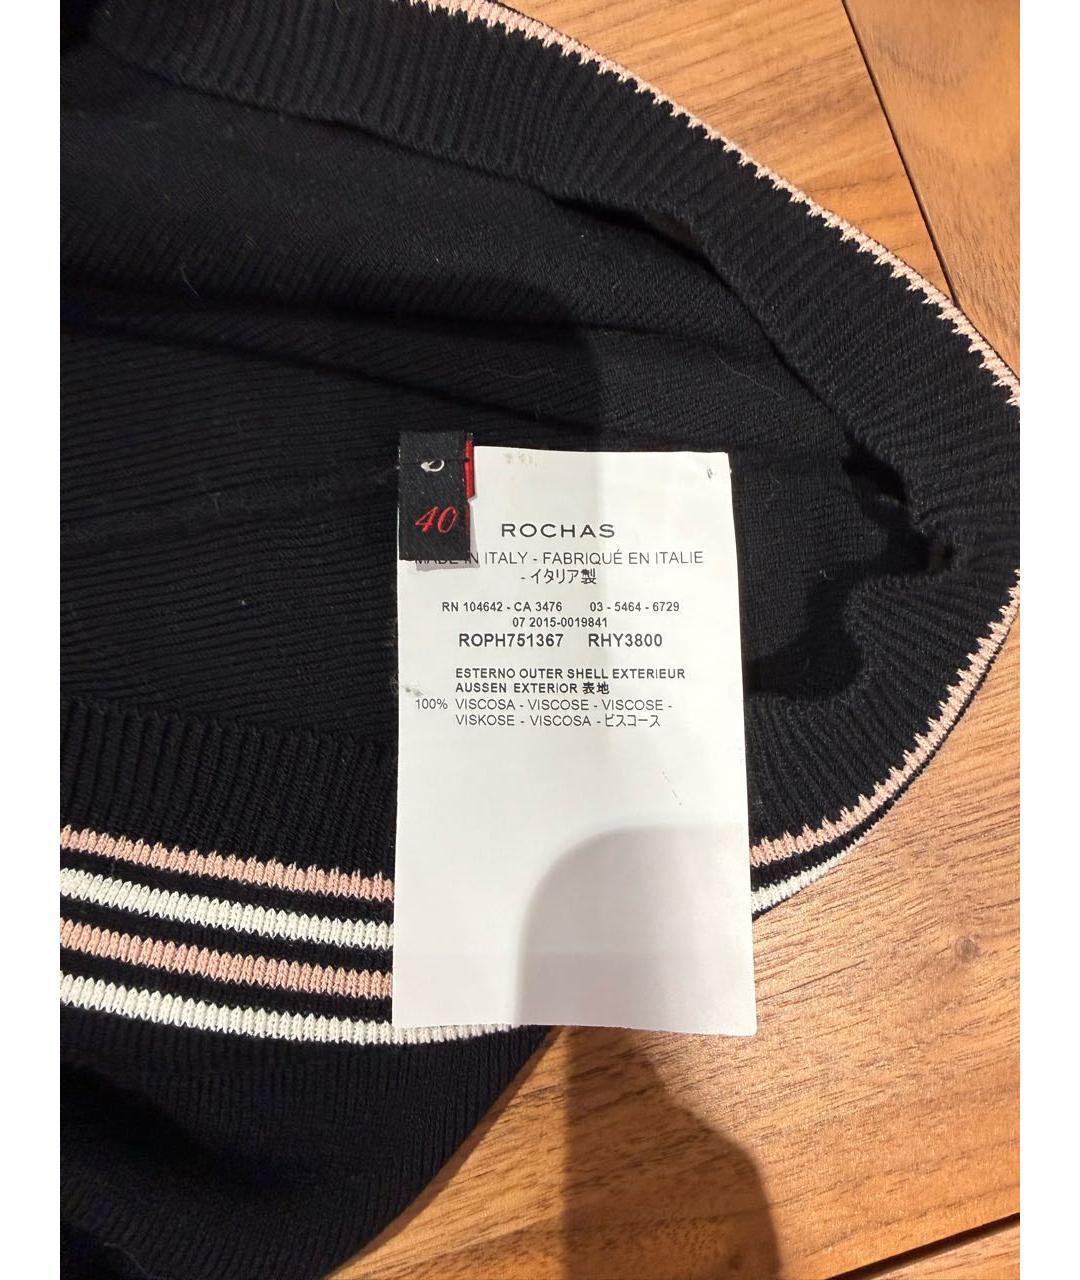 40
ROCHAS
MADE IN ITALY - FABRIQUÉ EN ITALIE
- イタリア製
RN 104642 - CA 3476 03 - 5464 - 6729
07 2015-0019841
ROPH751367 RHY3800
ESTERNO OUTER SHELL EXTERIEUR
AUSSEN EXTERIOR 表地
100% VISCOSA - VISCOSE - VISCOSE -
VISKOSE - VISCOSA - ビスコース